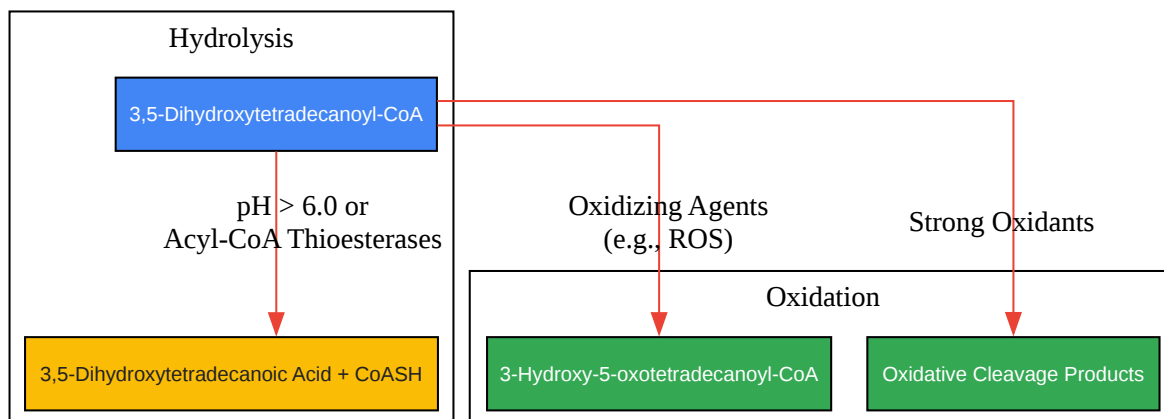 Hydrolysis
3,5-Dihydroxytetradecanoyl-CoA
pH > 6.0 or
Acyl-CoA Thioesterases
Oxidizing Agents
(e.g., ROS)
Strong Oxidants
Oxidation
3,5-Dihydroxytetradecanoic Acid + CoASH
3-Hydroxy-5-oxotetradecanoyl-CoA
Oxidative Cleavage Products